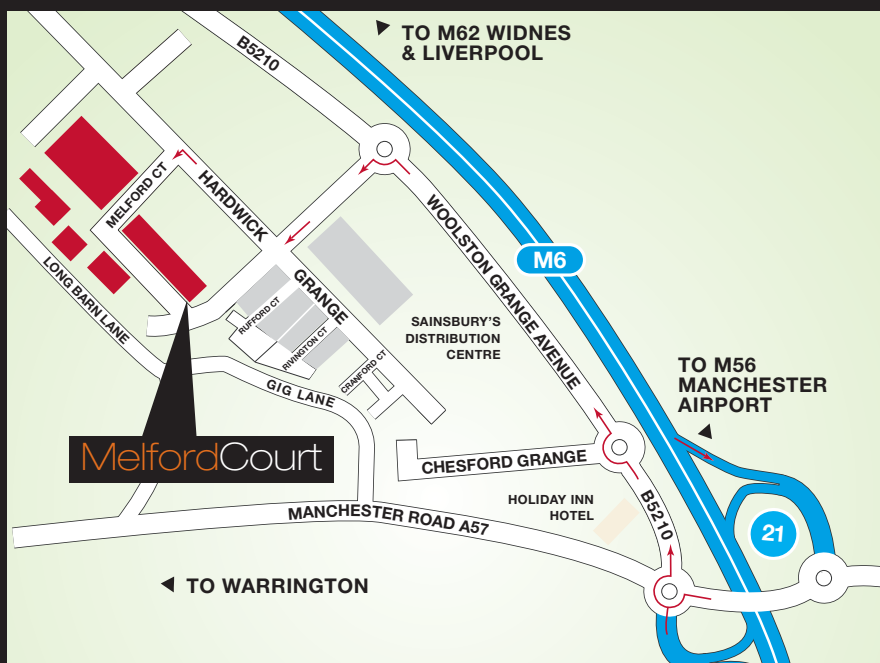 TO M62 WIDNES
& LIVERPOOL
B5210
MELFORD CT
HARDWICK
GRANGE
WOOLSTON GRANGE AVENUE
M6
LONG BARN LANE
RUFFORD CT
RIVINGTON CT
CRANFORD CT
SAINSBURY'S
DISTRIBUTION
CENTRE
TO M56
MANCHESTER
AIRPORT
GIG LANE
MelfordCourt
CHESFORD GRANGE
HOLIDAY INN
HOTEL
B5210
MANCHESTER ROAD A57
21
TO WARRINGTON